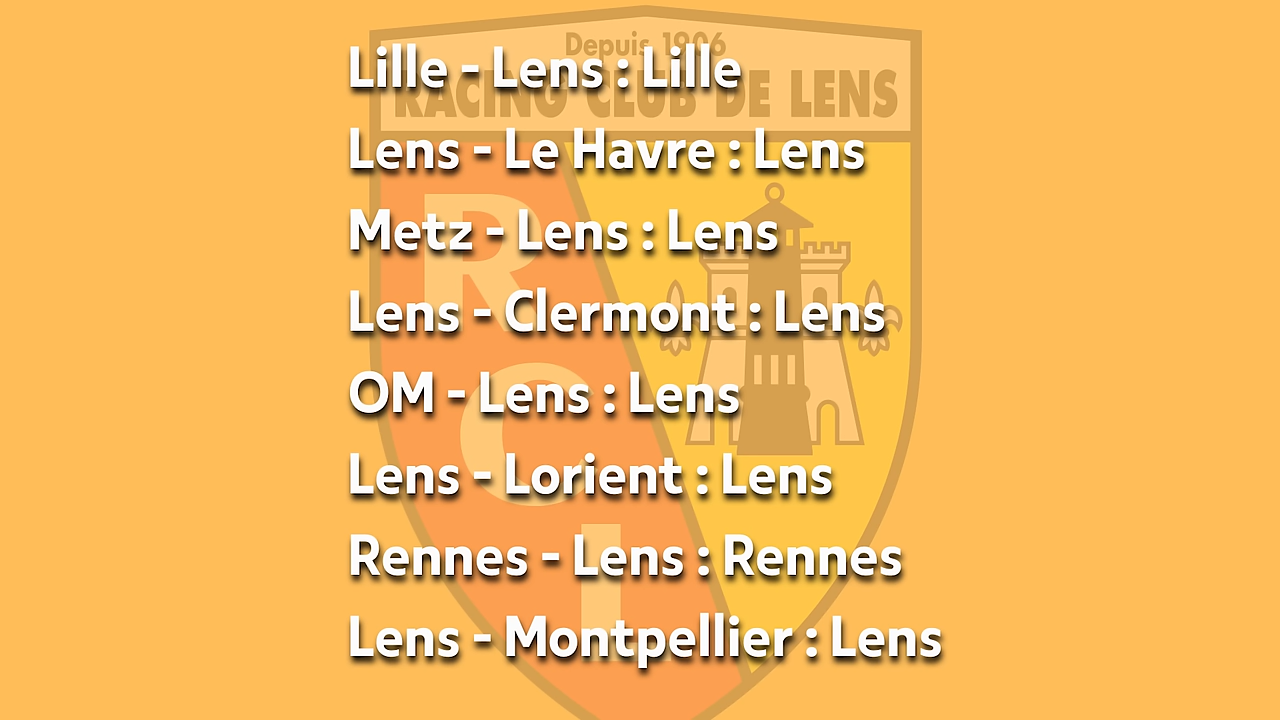 Depuis 1906
RACING CLUB DE LENS
Lille - Lens : Lille
Lens - Le Havre : Lens
Metz - Lens : Lens
Lens - Clermont : Lens
OM - Lens : Lens
Lens - Lorient : Lens
Rennes - Lens : Rennes
Lens - Montpellier : Lens
R
C
L